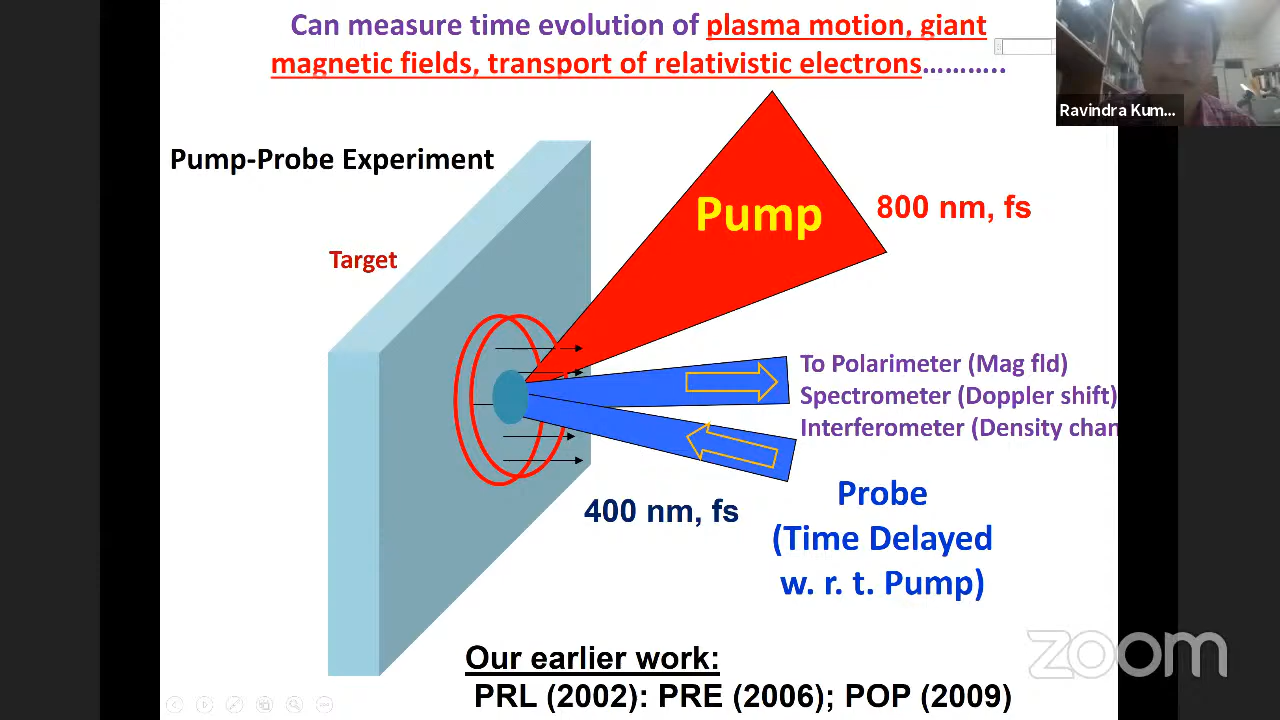 Can measure time evolution of plasma motion, giant
magnetic fields, transport of relativistic electrons………..
Ravindra Kum...
Pump-Probe Experiment
Pump
800 nm, fs
Target
To Polarimeter (Mag fld)
Spectrometer (Doppler shift)
Interferometer (Density chan
Probe
400 nm, fs
(Time Delayed
w. r. t. Pump)
zoom
Our earlier work:
PRL (2002): PRE (2006); POP (2009)